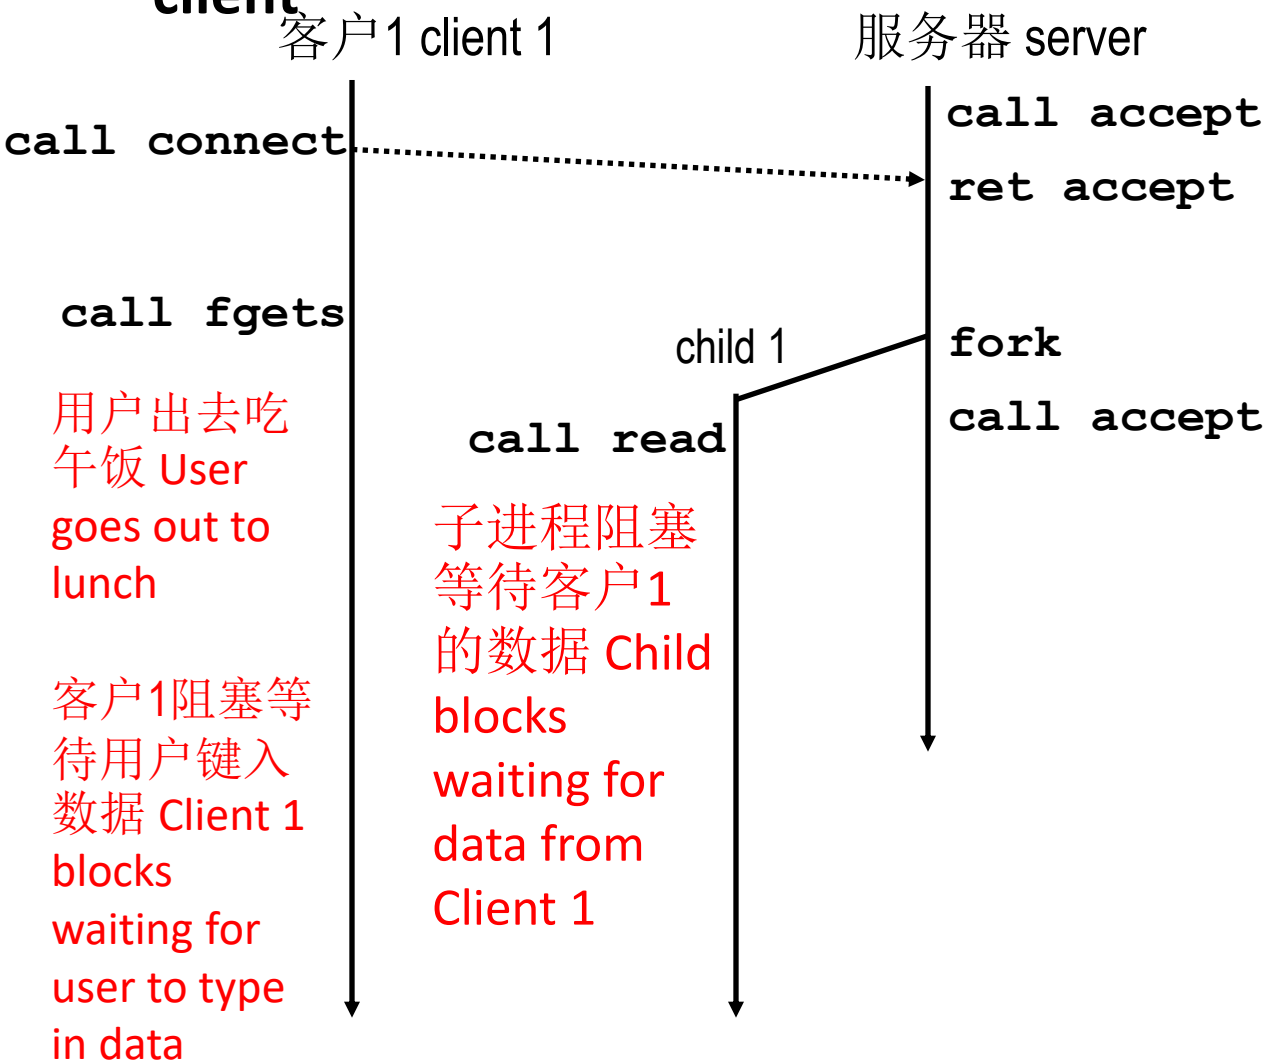 client
客户1 client 1
服务器 server
call connect
call accept
ret accept
call fgets
child 1
fork
call accept
call read
用户出去吃
午饭 User
goes out to
lunch
客户1阻塞等
待用户键入
数据 Client 1
blocks
waiting for
user to type
in data
子进程阻塞
等待客户1
的数据 Child
blocks
waiting for
data from
Client 1